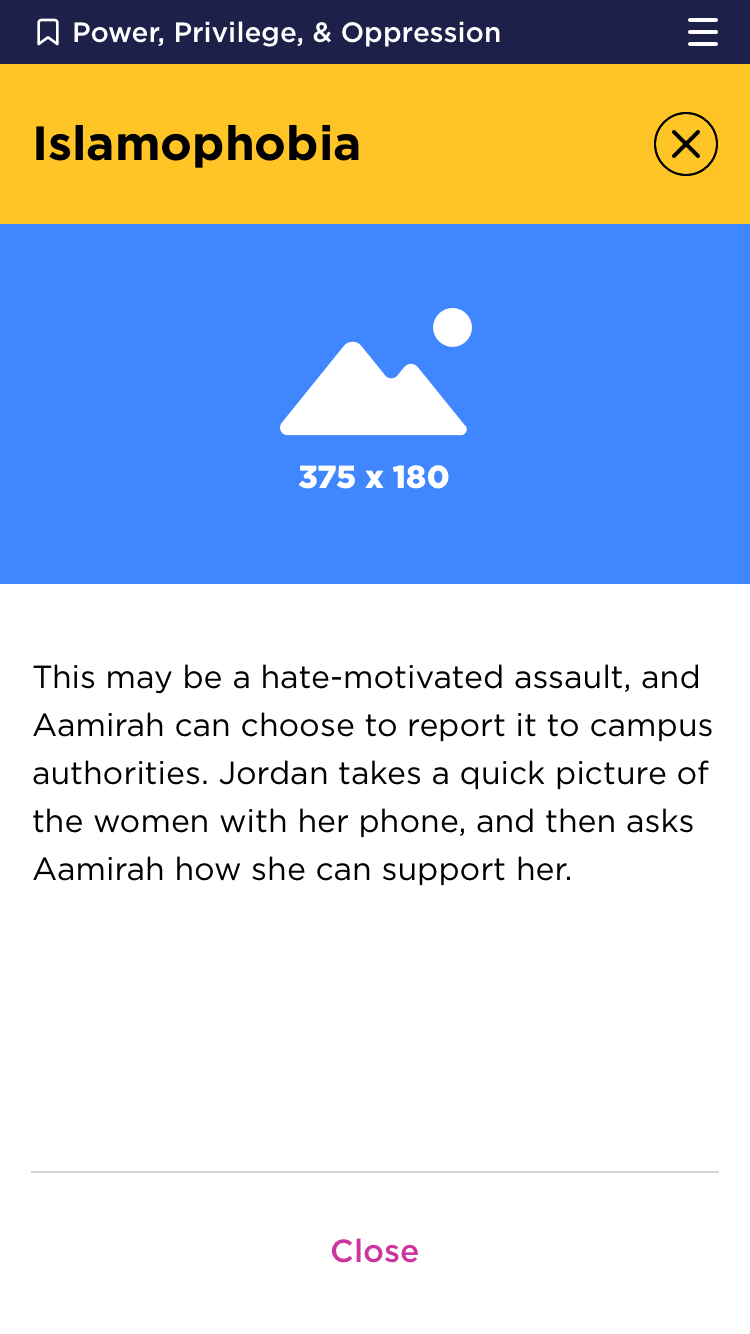 Power, Privilege, & Oppression
Islamophobia
375 x 180
This may be a hate-motivated assault, and
Aamirah can choose to report it to campus
authorities. Jordan takes a quick picture of
the women with her phone, and then asks
Aamirah how she can support her.
Close